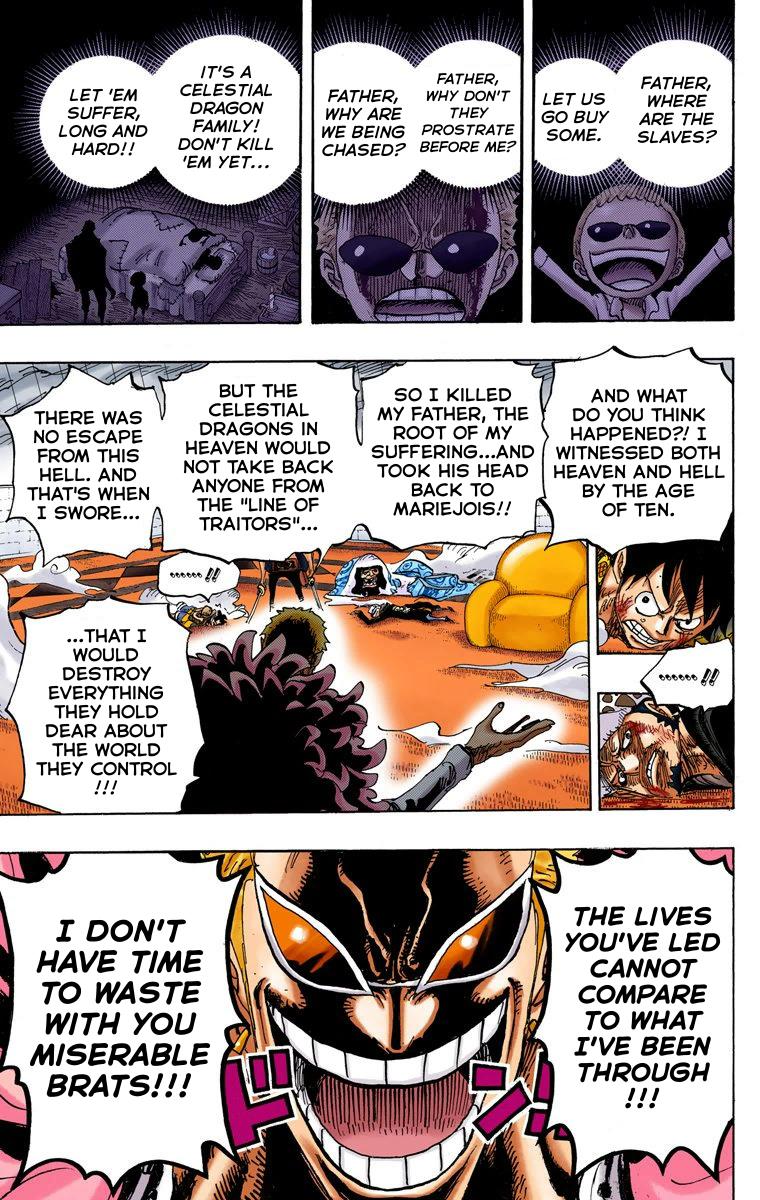 FATHER,
WHERE
ARE THE
SLAVES?
LET US
GO BUY
SOME.
FATHER,
WHY DON'T
THEY
PROSTRATE
BEFORE ME?
FATHER,
WHY ARE
WE BEING
CHASED?
IT'S A
CELESTIAL
DRAGON
FAMILY!
DON'T KILL
'EM YET...
LET 'EM
SUFFER,
LONG AND
HARD!!
AND WHAT
DO YOU THINK
HAPPENED?! I
WITNESSED BOTH
HEAVEN AND HELL
BY THE AGE
OF TEN.
SO I KILLED
MY FATHER, THE
ROOT OF MY
SUFFERING...AND
TOOK HIS HEAD
BACK TO
MARIEJOIS!!
BUT THE
CELESTIAL
DRAGONS IN
HEAVEN WOULD
NOT TAKE BACK
ANYONE FROM
THE "LINE OF
TRAITORS"...
THERE WAS
NO ESCAPE
FROM THIS
HELL. AND
THAT'S WHEN
I SWORE...
.......!!
.......!!
...THAT I
WOULD
DESTROY
EVERYTHING
THEY HOLD
DEAR ABOUT
THE WORLD
THEY CONTROL
!!!
THE LIVES
YOU'VE LED
CANNOT
COMPARE
TO WHAT
I'VE BEEN
THROUGH
!!!
I DON'T
HAVE TIME
TO WASTE
WITH YOU
MISERABLE
BRATS!!!
ドン!!